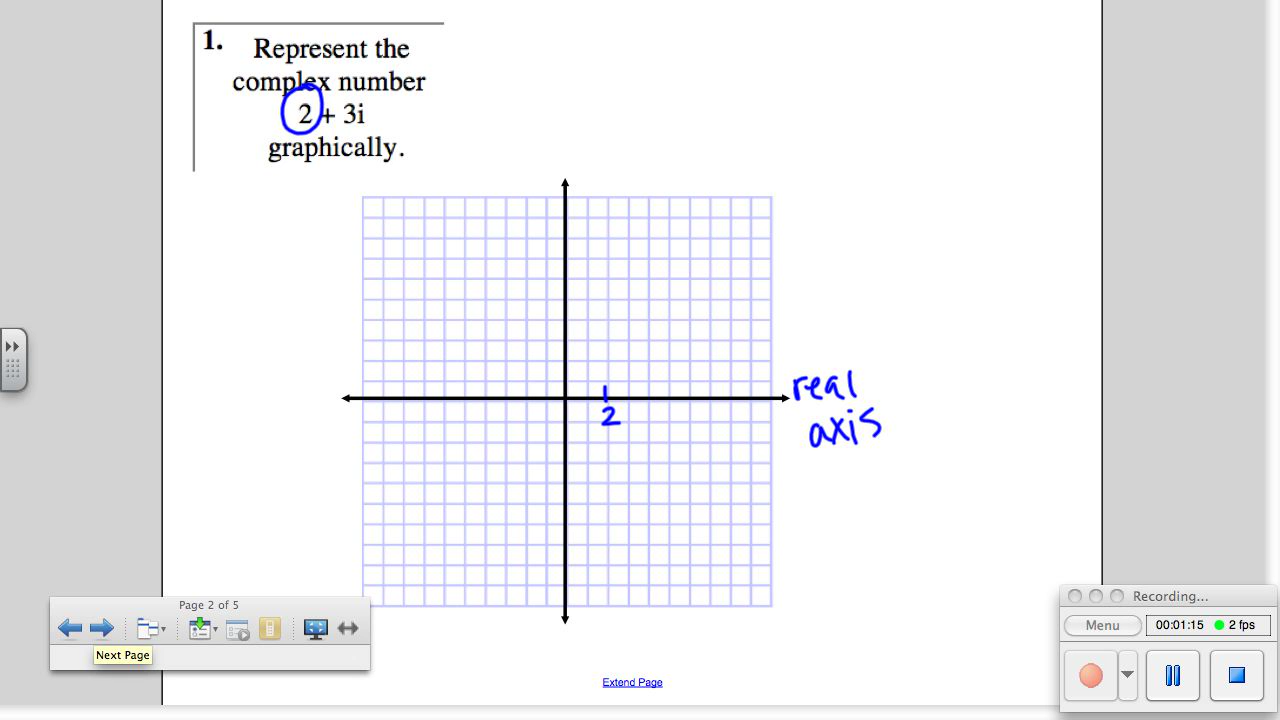 1.
Represent the
complex number
2 + 3i
graphically.
real
axis
2
Page 2 of 5
Next Page
Extend Page
Recording...
Menu
00:01:15 2 fps